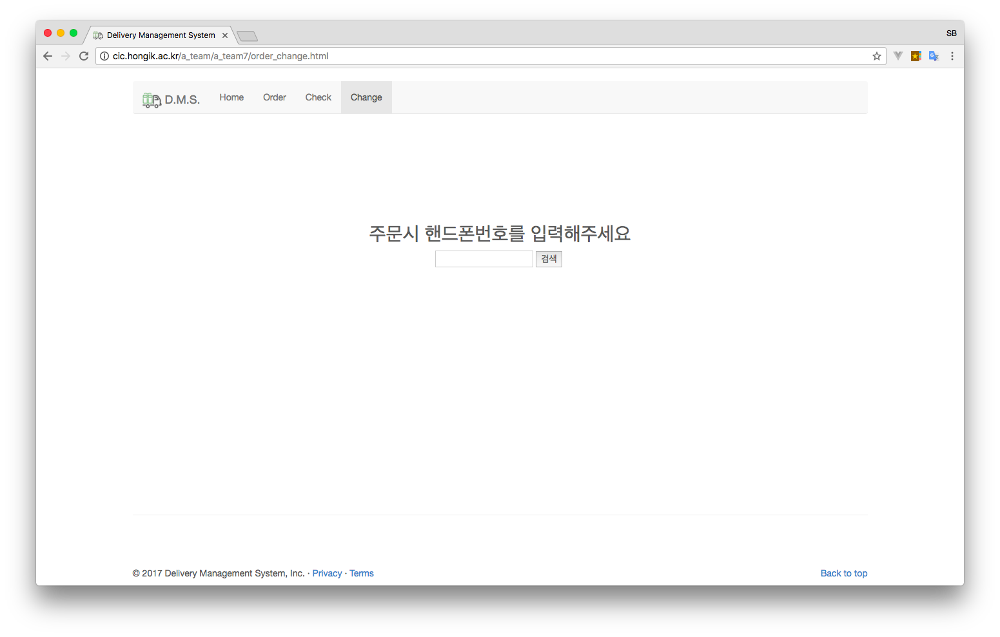 Delivery Management System
SB
cic.hongik.ac.kr/a_team/a_team7/order_change.html
D.M.S. Home Order Check Change
주문시 핸드폰번호를 입력해주세요
검색
© 2017 Delivery Management System, Inc. · Privacy · Terms
Back to top